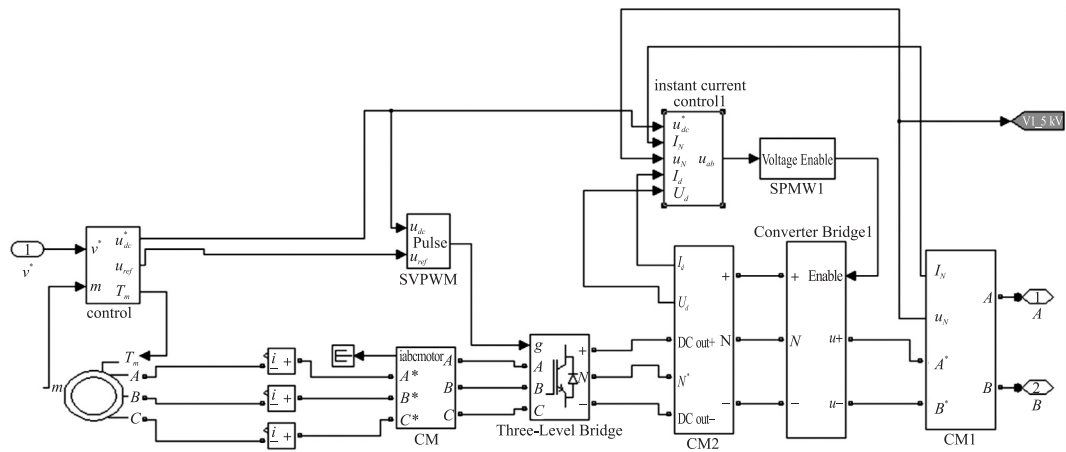 instant current
control1
u*dc
IN
uN
Id
Ud
uab
Voltage Enable
SPMW1
V1_5 kV
1
v*
v*
m
u*dc
uref
Tm
control
udc
uref
Pulse
SVPWM
Converter Bridge1
Id
Ud
DC out+
N*
DC out−
+
N
−
CM2
+
N
−
Enable
u+
u−
IN
uN
A*
B*
A
B
CM1
1
A
2
B
m
Tm
A
B
C
i
− +
i
− +
i
− +
E
iabcmotor
A*
B*
C*
A
B
C
CM
g
A
B
C
+
N
−
Three-Level Bridge